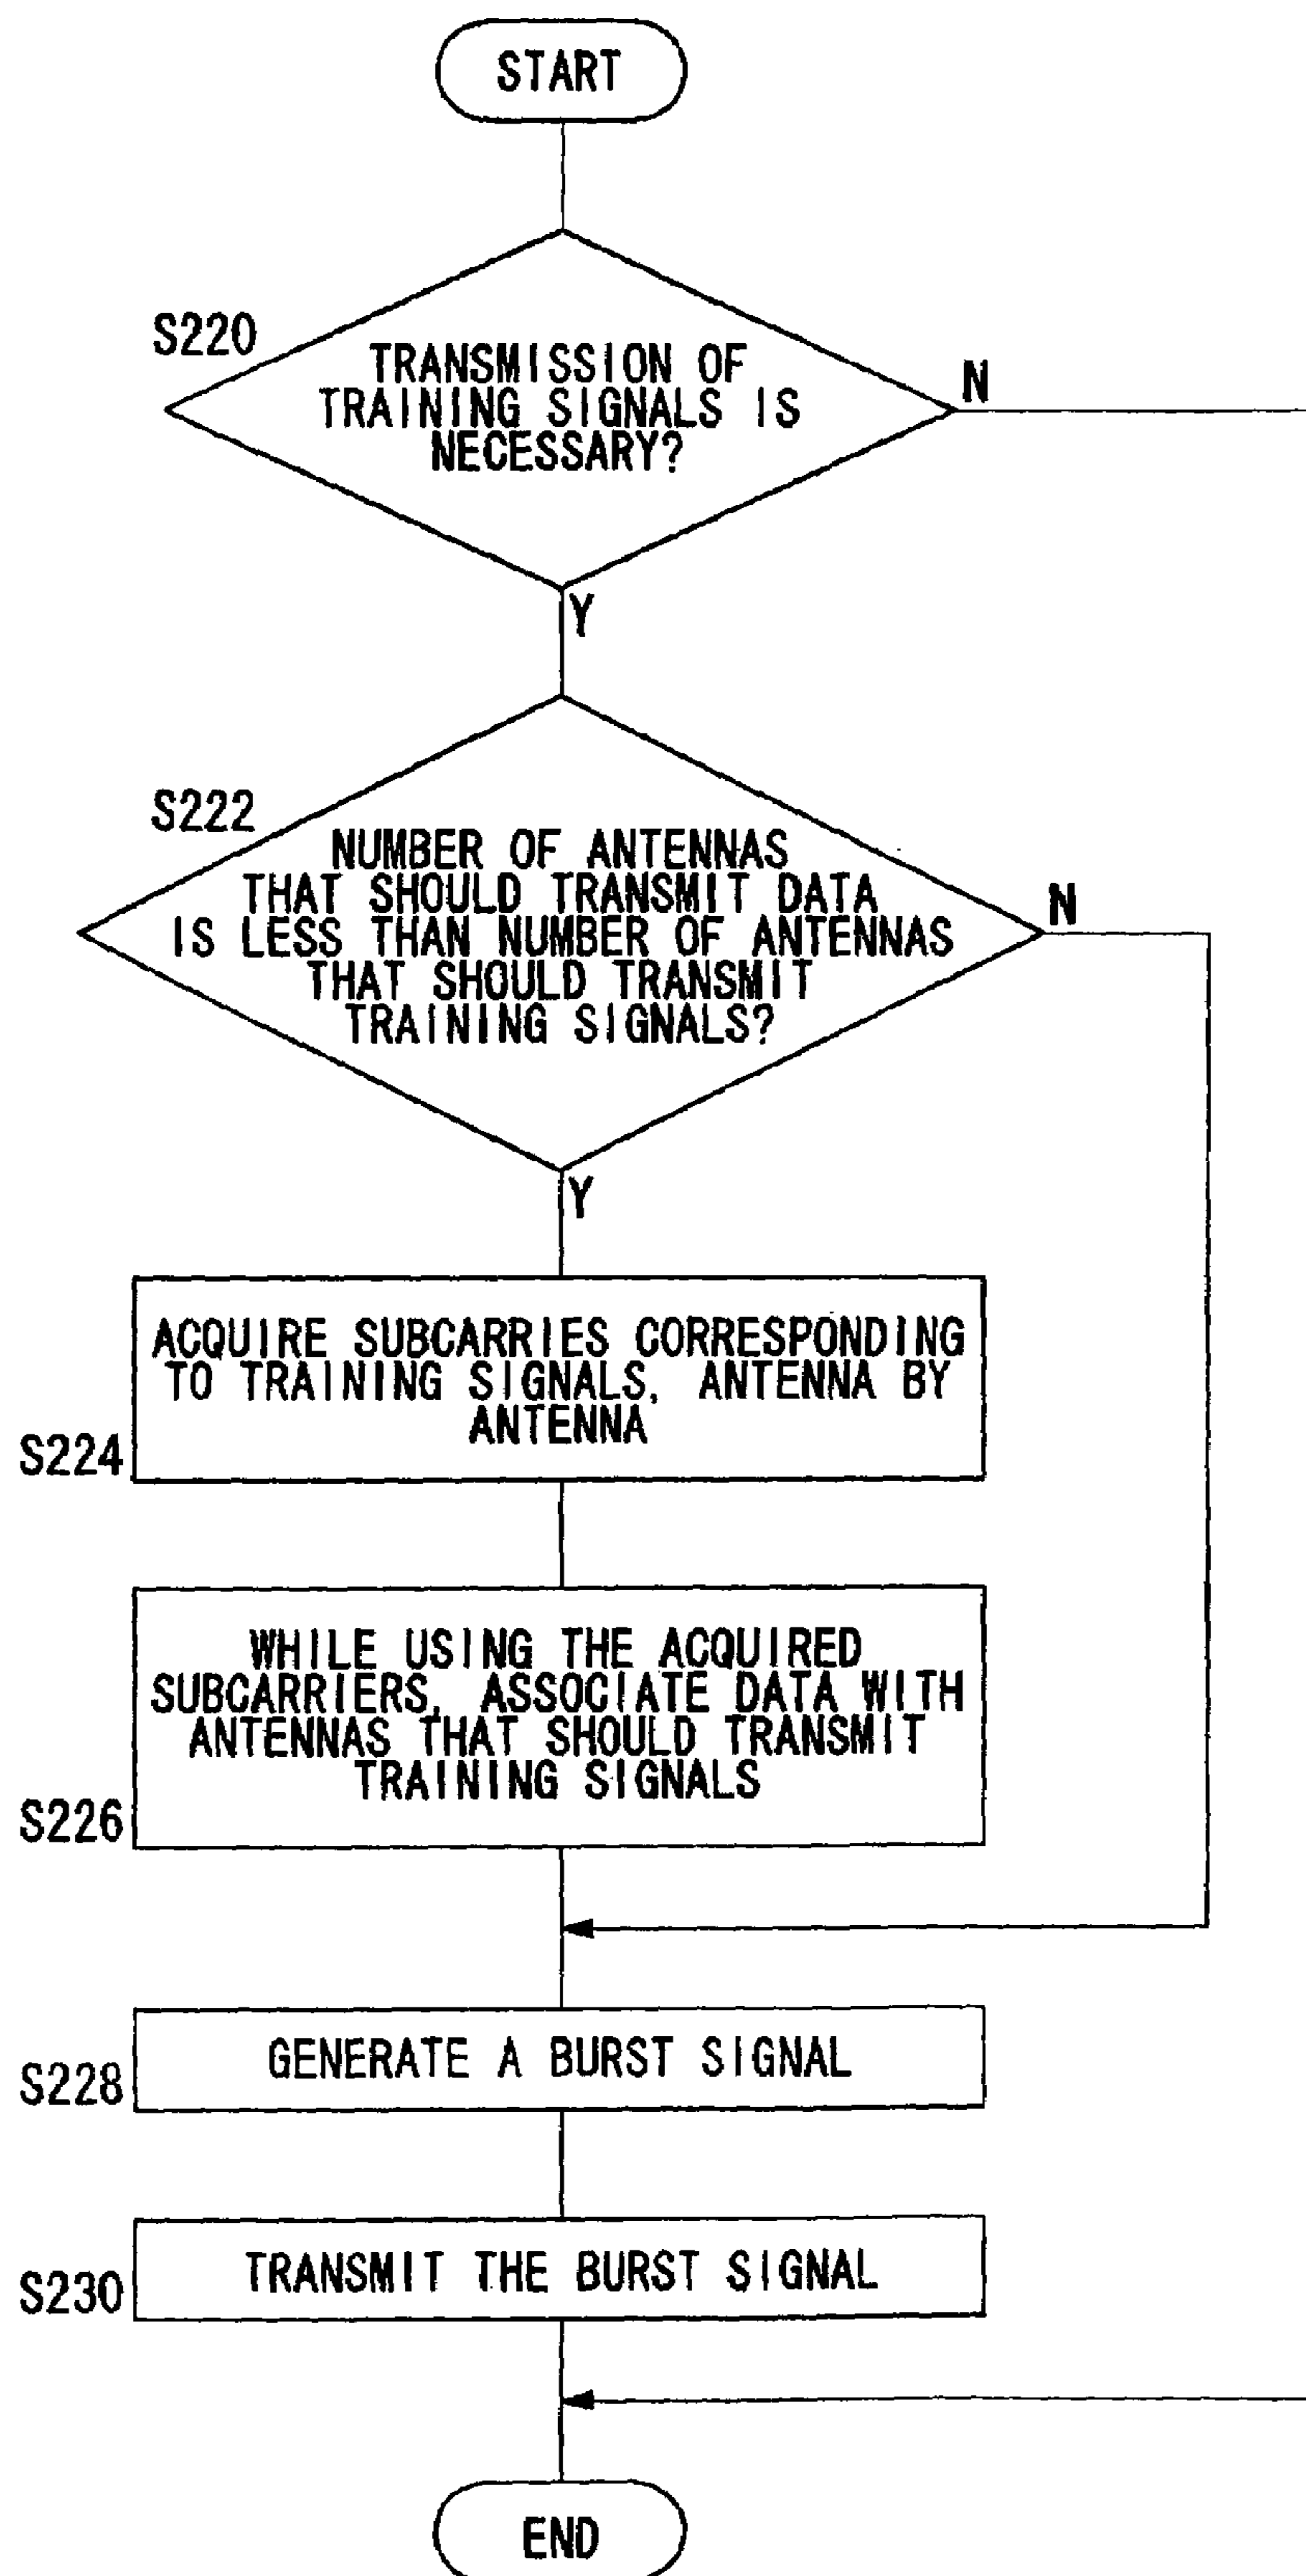 START
S220
TRANSMISSION OF
TRAINING SIGNALS IS
NECESSARY?
N
Y
S222
NUMBER OF ANTENNAS
THAT SHOULD TRANSMIT DATA
IS LESS THAN NUMBER OF ANTENNAS
THAT SHOULD TRANSMIT
TRAINING SIGNALS?
N
Y
ACQUIRE SUBCARRIES CORRESPONDING
TO TRAINING SIGNALS, ANTENNA BY
ANTENNA
S224
WHILE USING THE ACQUIRED
SUBCARRIERS, ASSOCIATE DATA WITH
ANTENNAS THAT SHOULD TRANSMIT
TRAINING SIGNALS
S226
GENERATE A BURST SIGNAL
S228
TRANSMIT THE BURST SIGNAL
S230
END